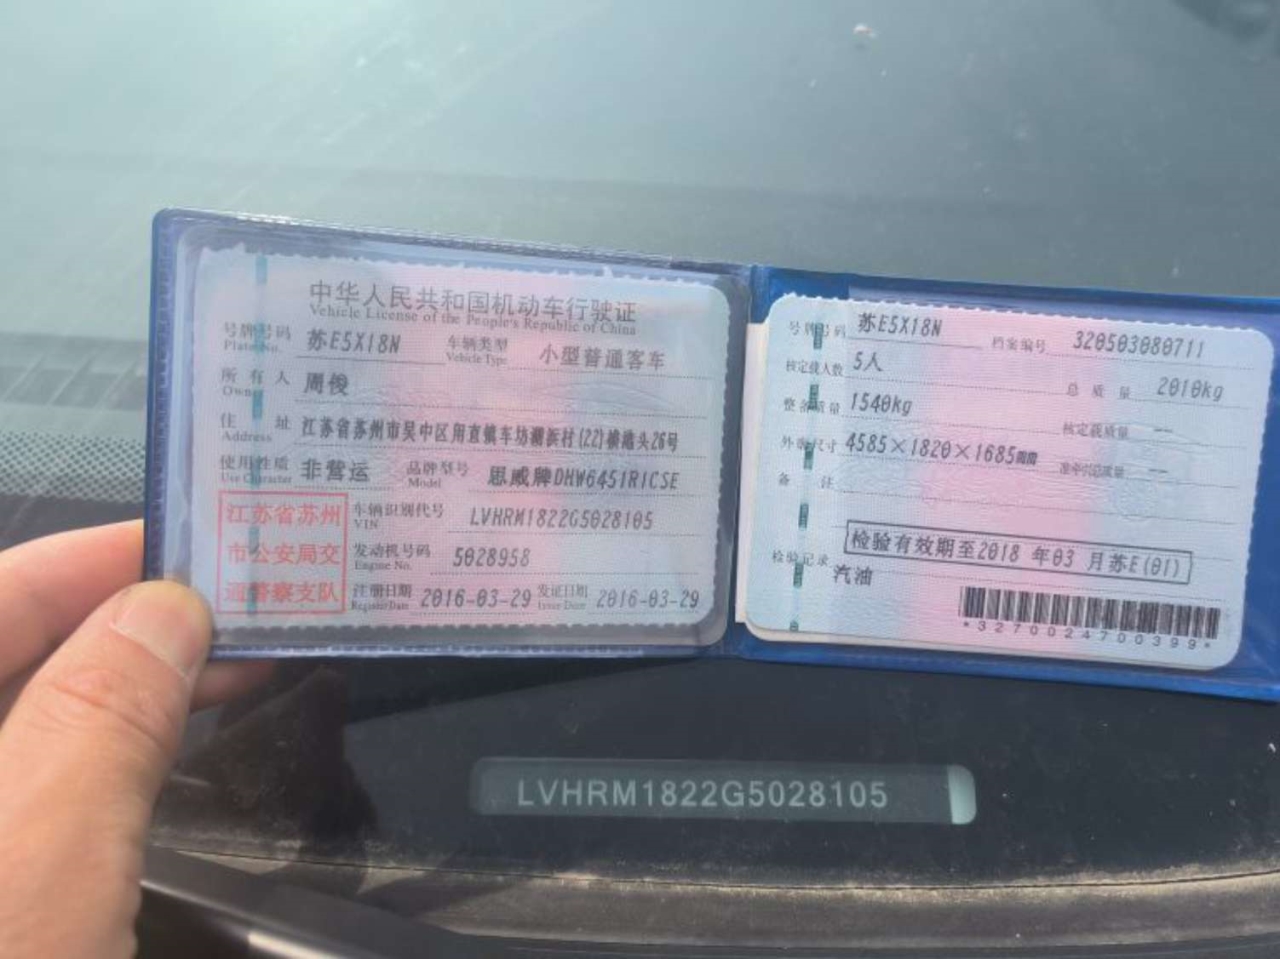 中华人民共和国机动车行驶证
Vehicle License of the People's Republic of China
号牌号码 苏E5X18N 车辆类型 小型普通客车
Plate No. Vehicle Type
所有人 周俊
Owner
住址 江苏省苏州市吴中区甪直镇车坊湖浜村(22)横港头26号
Address
使用性质 非营运 品牌型号 思威牌DHW6451R1CSE
Use Character Model
江苏省苏州
市公安局交
通警察支队
车辆识别代号 LVHRM1822G5028105
VIN
发动机号码 5028958
Engine No.
注册日期 2016-03-29 发证日期 2016-03-29
Register Date Issue Date
号牌号码 苏E5X18N 档案编号 320503080711
核定载人数 5人 总质量 2010kg
整备质量 1540kg 核定载质量 --
外廓尺寸 4585×1820×1685mm 准牵引总质量 --
备注
检验有效期至2018 年03 月苏E(01)
检验记录
汽油
*3270024700399*
LVHRM1822G5028105